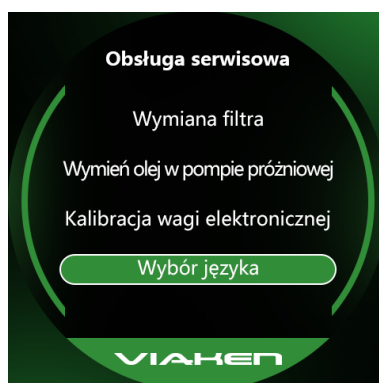 Obsługa serwisowa
Wymiana filtra
Wymień olej w pompie próżniowej
Kalibracja wagi elektronicznej
Wybór języka
VIAKEN